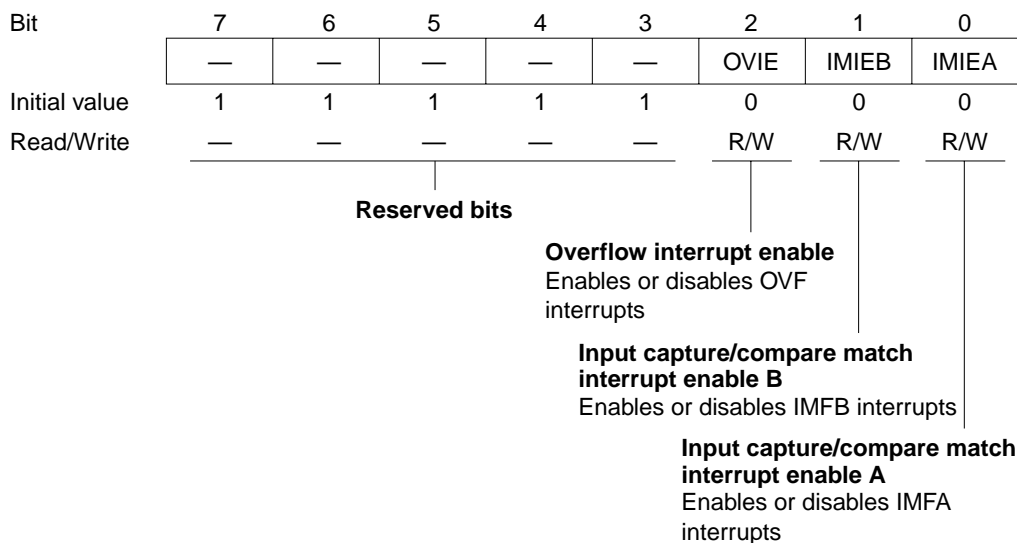 Bit 7 6 5 4 3 2 1 0
— — — — — OVIE IMIEB IMIEA
Initial value 1 1 1 1 1 0 0 0
Read/Write — — — — — R/W R/W R/W
Reserved bits
Overflow interrupt enable
Enables or disables OVF
interrupts
Input capture/compare match
interrupt enable B
Enables or disables IMFB interrupts
Input capture/compare match
interrupt enable A
Enables or disables IMFA
interrupts